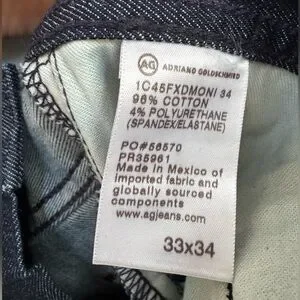 AG ADRIANO GOLDSCHMIED
1C45FXDMONI 34
96% COTTON
4% POLYURETHANE
(SPANDEX/ELASTANE)
PO#56570
PR35961
Made in Mexico of
imported fabric and
globally sourced
components
www.agjeans.com
33x34